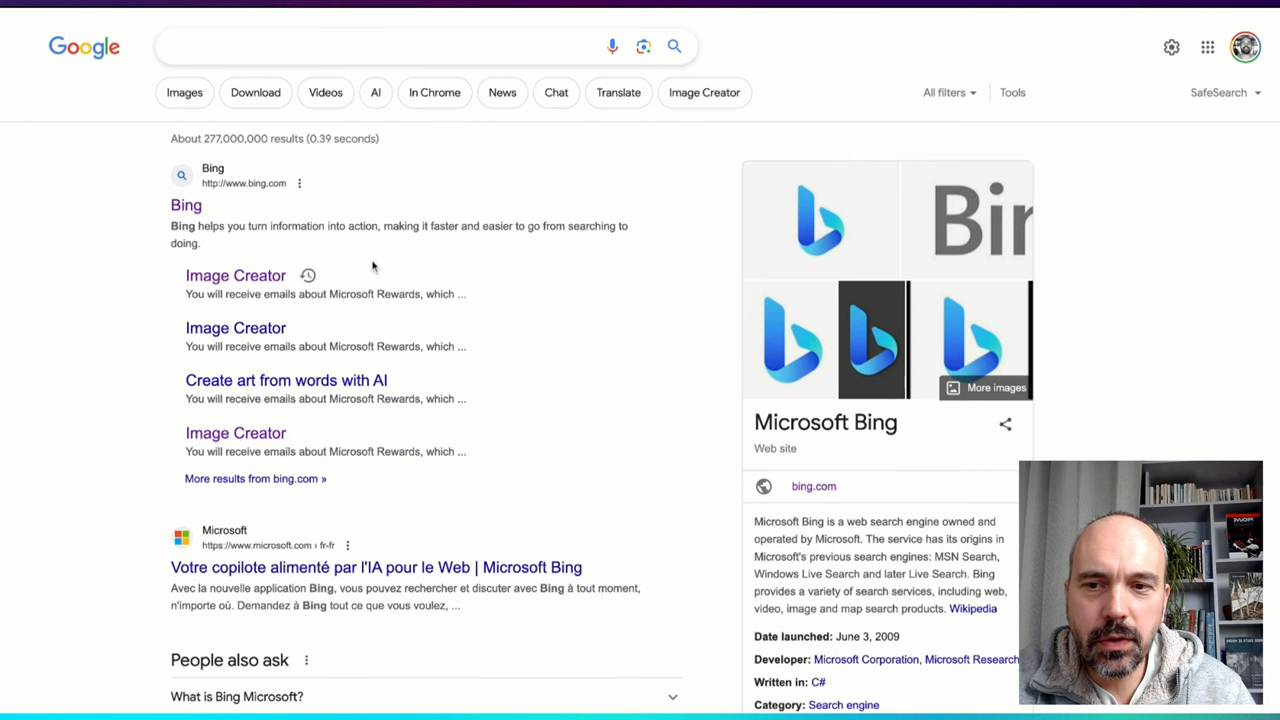 Google
Images
Download
Videos
AI
In Chrome
News
Chat
Translate
Image Creator
All filters
Tools
SafeSearch
About 277,000,000 results (0.39 seconds)
Bing
http://www.bing.com
Bing
Bing helps you turn information into action, making it faster and easier to go from searching to
doing.
Image Creator
You will receive emails about Microsoft Rewards, which ...
Image Creator
You will receive emails about Microsoft Rewards, which ...
Create art from words with AI
You will receive emails about Microsoft Rewards, which ...
Image Creator
You will receive emails about Microsoft Rewards, which ...
More results from bing.com »
Microsoft
https://www.microsoft.com › fr-fr
Votre copilote alimenté par l'IA pour le Web | Microsoft Bing
Avec la nouvelle application Bing, vous pouvez rechercher et discuter avec Bing à tout moment,
n'importe où. Demandez à Bing tout ce que vous voulez, ...
People also ask
What is Bing Microsoft?
Bin
More images
Microsoft Bing
Web site
bing.com
Microsoft Bing is a web search engine owned and
operated by Microsoft. The service has its origins in
Microsoft's previous search engines: MSN Search,
Windows Live Search and later Live Search. Bing
provides a variety of search services, including web,
video, image and map search products. Wikipedia
Date launched: June 3, 2009
Developer: Microsoft Corporation, Microsoft Research
Written in: C#
Category: Search engine